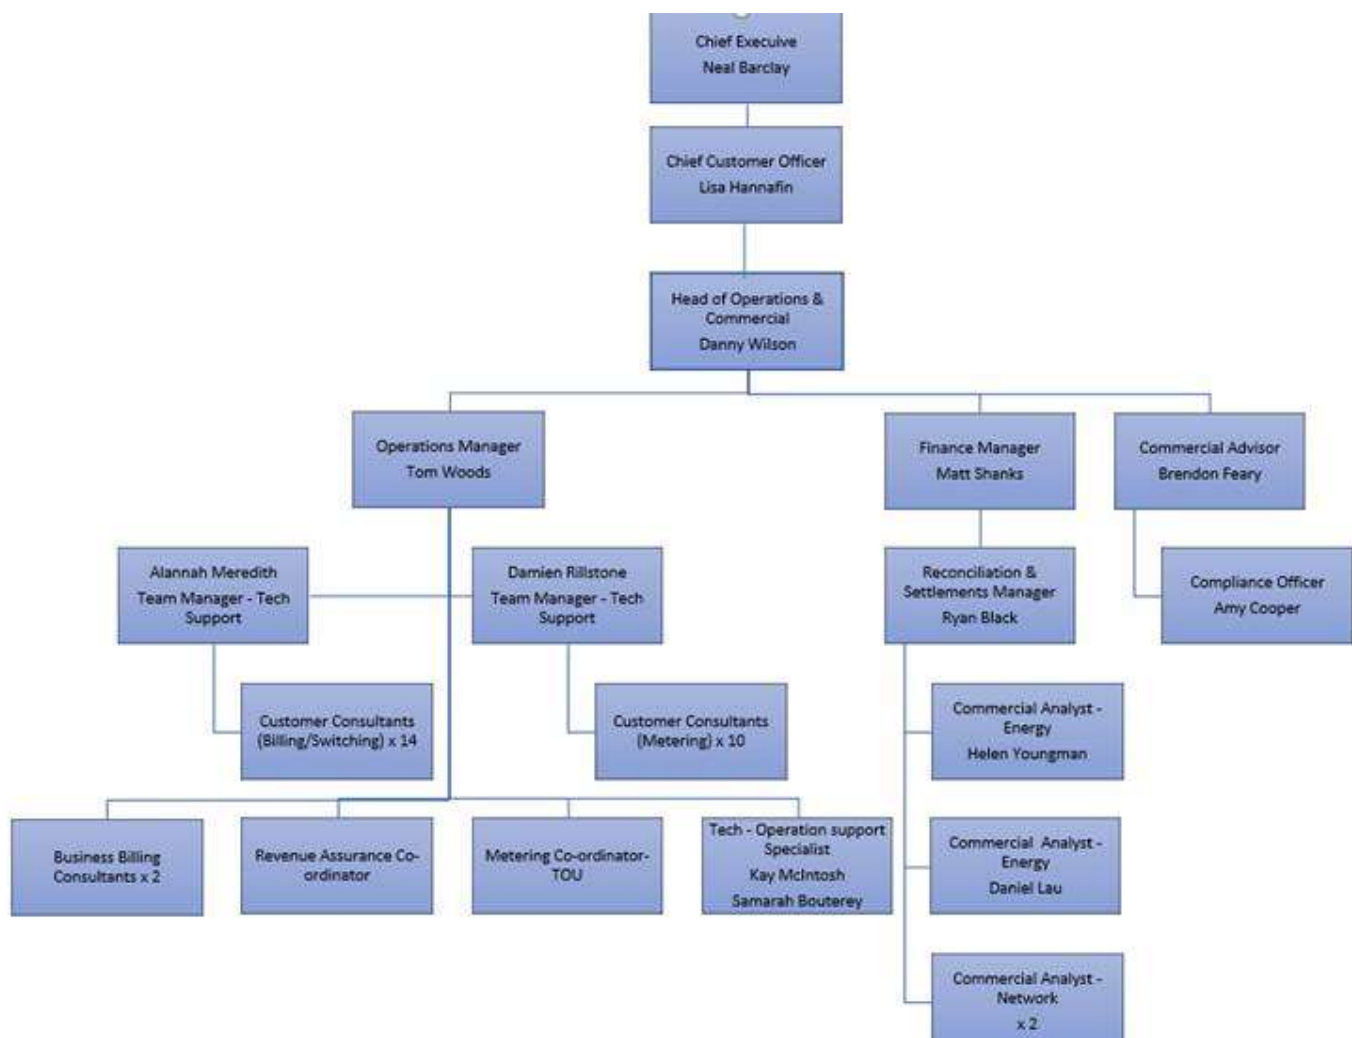 Chief Execuive
Neal Barclay
Chief Customer Officer
Lisa Hannafin
Head of Operations &
Commercial
Danny Wilson
Operations Manager
Tom Woods
Finance Manager
Matt Shanks
Commercial Advisor
Brendon Feary
Alannah Meredith
Team Manager - Tech
Support
Damien Rillstone
Team Manager - Tech
Support
Reconciliation &
Settlements Manager
Ryan Black
Compliance Officer
Amy Cooper
Customer Consultants
(Billing/Switching) x 14
Customer Consultants
(Metering) x 10
Commercial Analyst -
Energy
Helen Youngman
Business Billing
Consultants x 2
Revenue Assurance Co-
ordinator
Metering Co-ordinator-
TOU
Tech - Operation support
Specialist
Kay McIntosh
Samarah Bouterey
Commercial Analyst -
Energy
Daniel Lau
Commercial Analyst -
Network
x 2